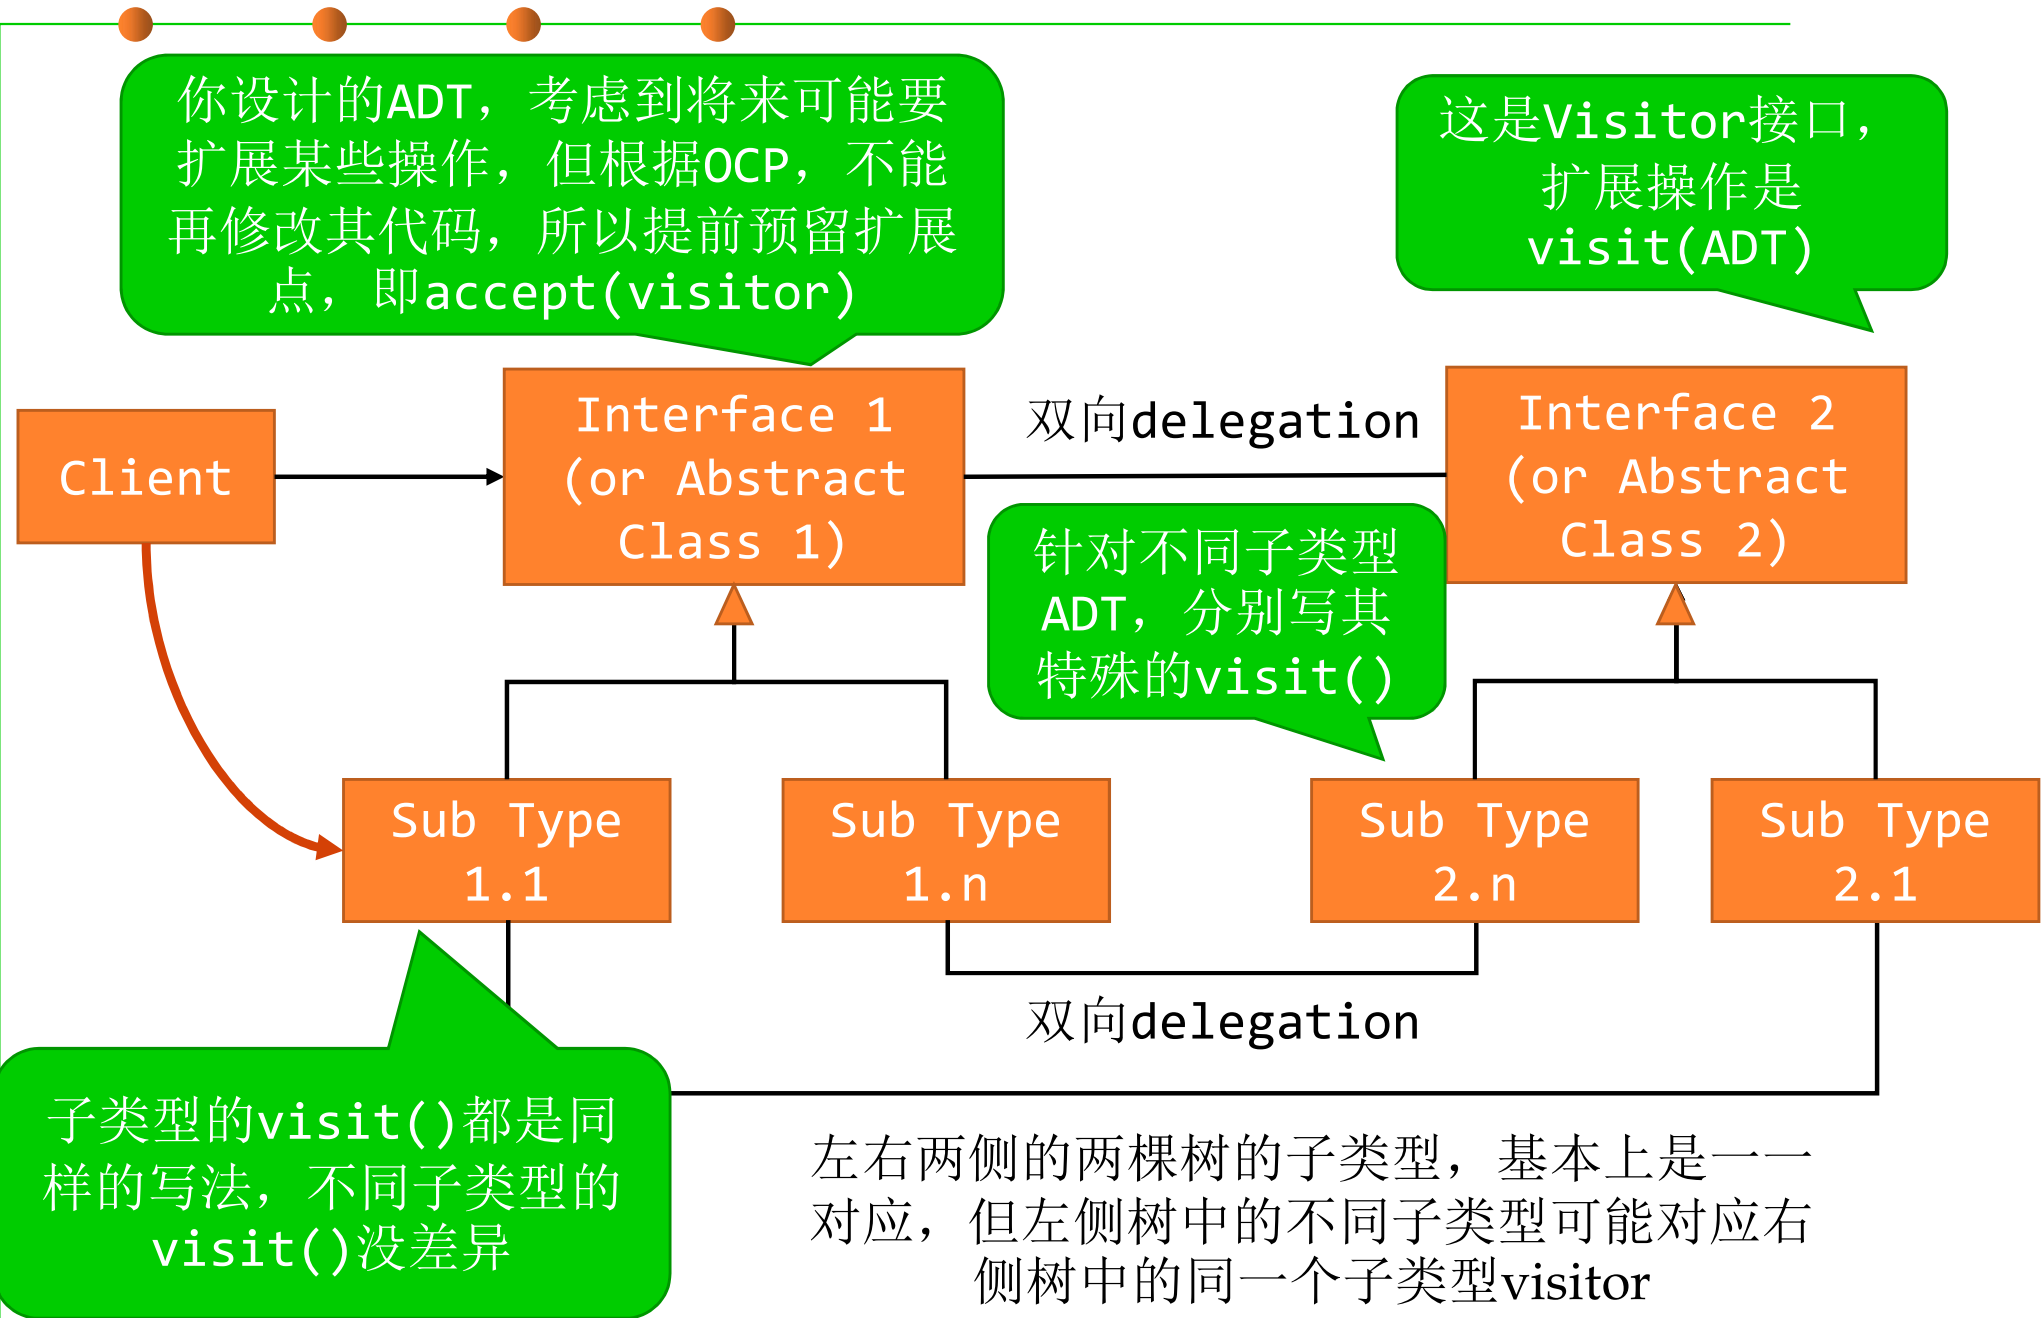 你设计的ADT，考虑到将来可能要
扩展某些操作，但根据OCP，不能
再修改其代码，所以提前预留扩展
点，即accept(visitor)
这是Visitor接口，
扩展操作是
visit(ADT)
Client
Interface 1
(or Abstract
Class 1)
双向delegation
Interface 2
(or Abstract
Class 2)
针对不同子类型
ADT，分别写其
特殊的visit()
Sub Type
1.1
Sub Type
1.n
Sub Type
2.n
Sub Type
2.1
双向delegation
子类型的visit()都是同
样的写法，不同子类型的
visit()没差异
左右两侧的两棵树的子类型，基本上是一一
对应，但左侧树中的不同子类型可能对应右
侧树中的同一个子类型visitor